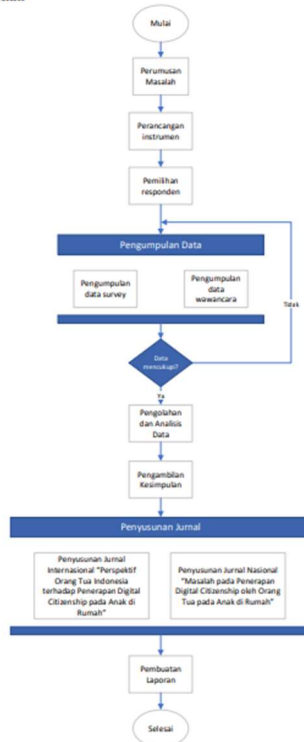 Mulai
Perumusan
Masalah
Perancangan
instrumen
Pemilihan
responden
Pengumpulan Data
Pengumpulan
data survey
Pengumpulan
data
wawancara
Tidak
Data
mencukupi?
Ya
Pengolahan
dan Analisis
Data
Pengambilan
Kesimpulan
Penyusunan Jurnal
Penyusunan Jurnal
Internasional "Perspektif
Orang Tua Indonesia
terhadap Penerapan Digital
Citizenship pada Anak di
Rumah"
Penyusunan Jurnal Nasional
"Masalah pada Penerapan
Digital Citizenship oleh Orang
Tua pada Anak di Rumah"
Pembuatan
Laporan
Selesai